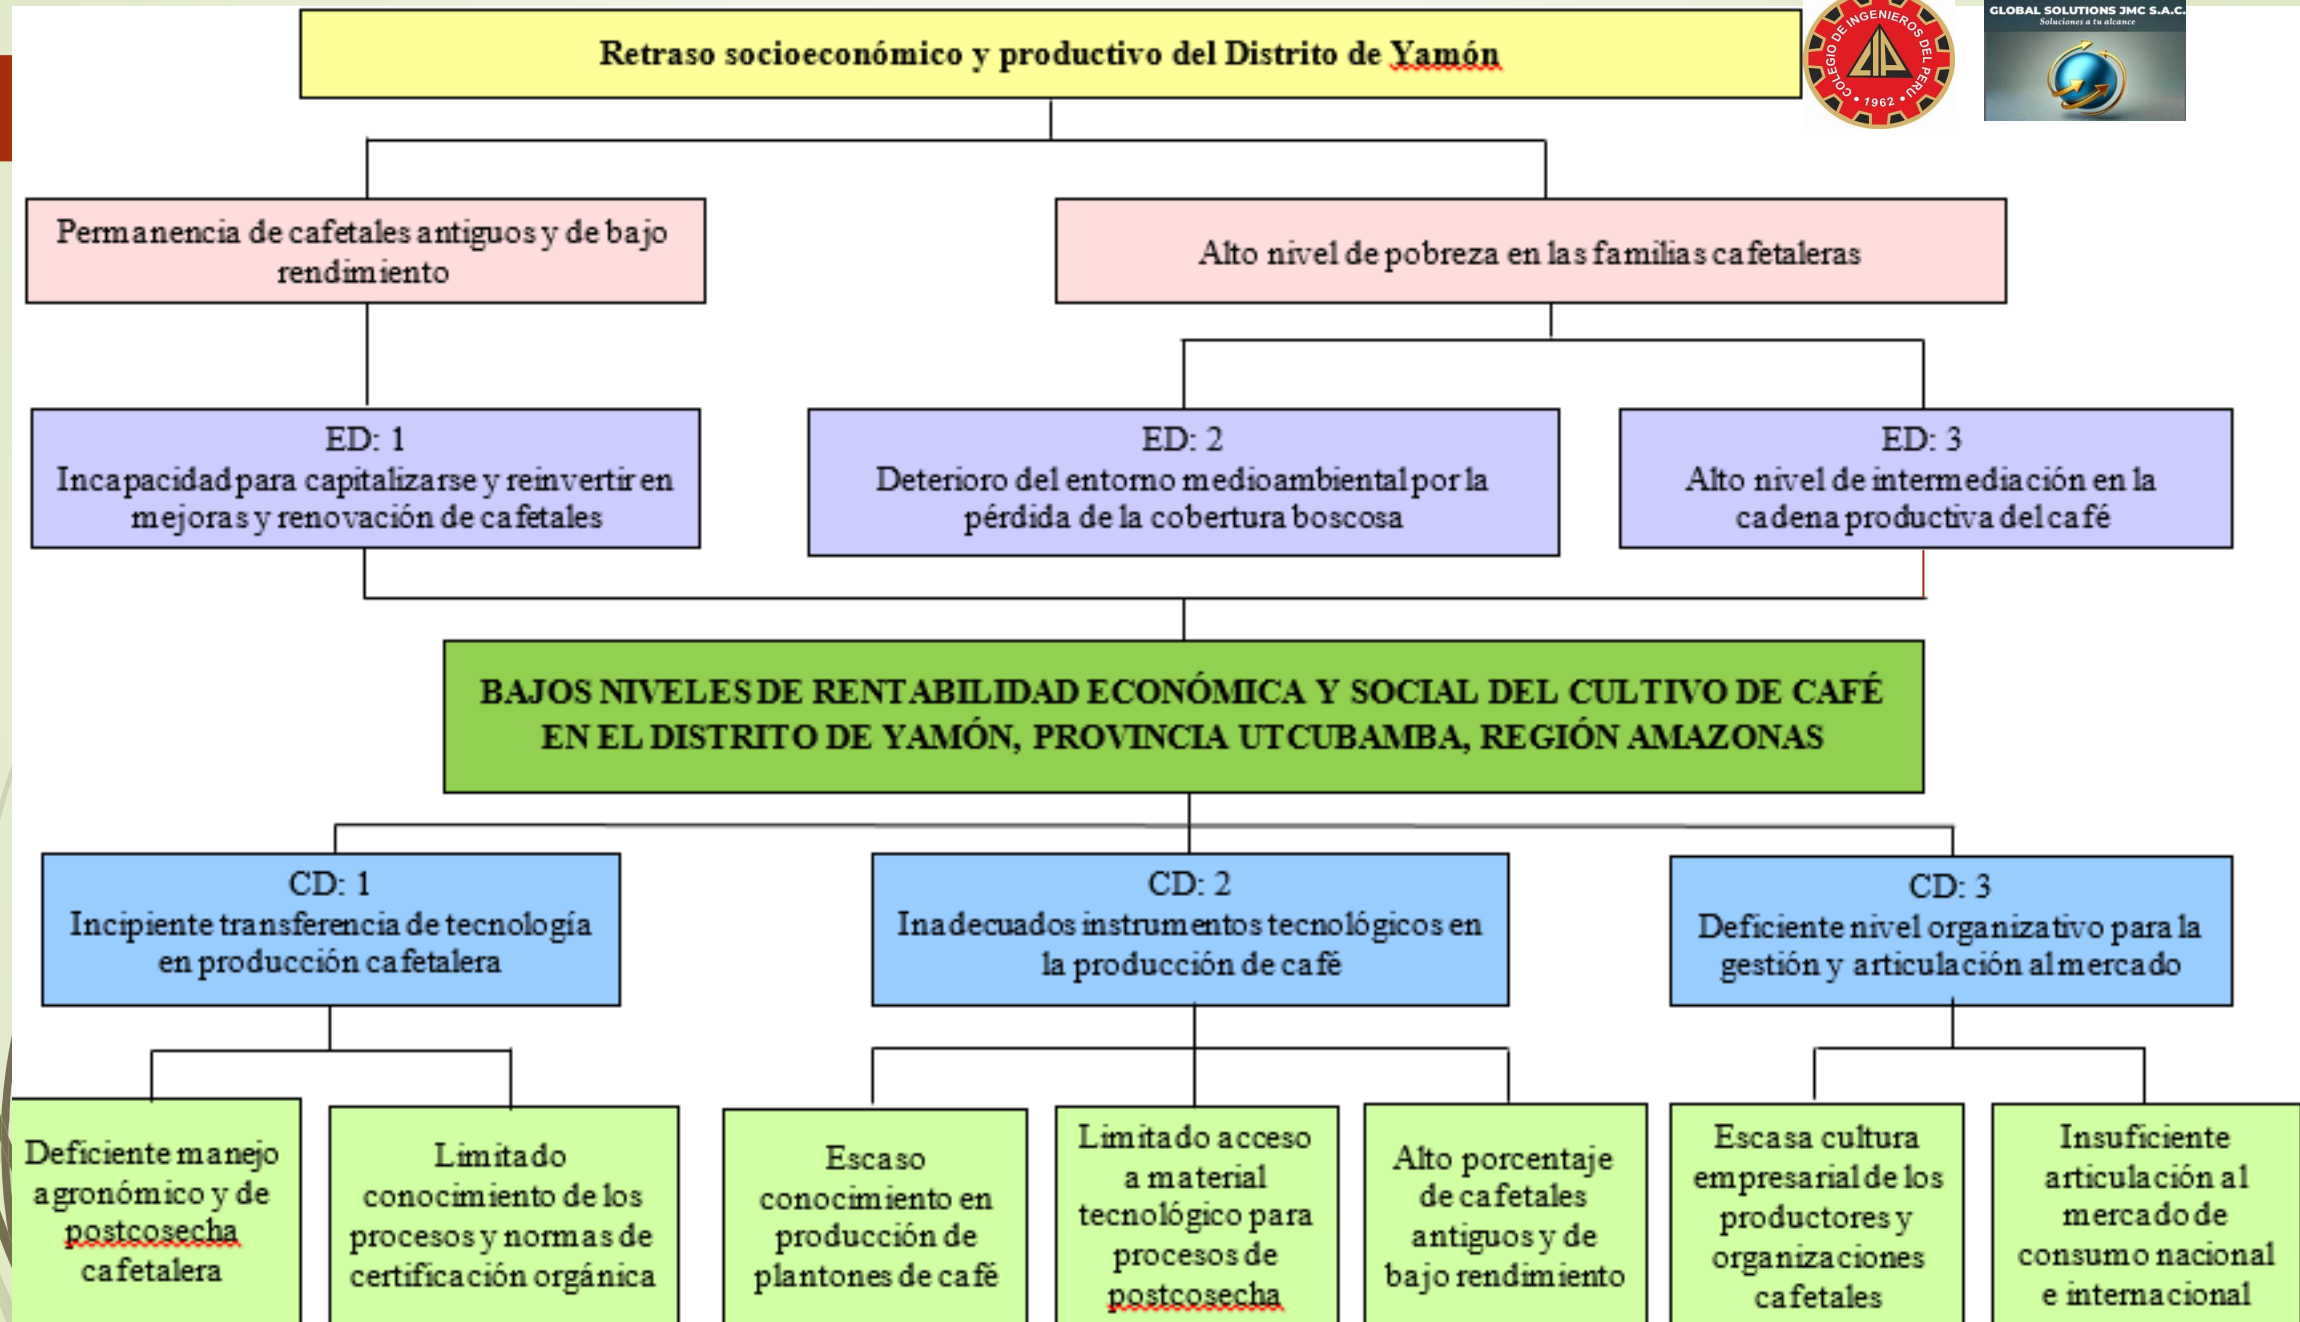 Retraso socioeconómico y productivo del Distrito de Yamón
COLEGIO DE INGENIEROS DEL PERU
• 1962 •
CIP
GLOBAL SOLUTIONS JMC S.A.C.
Soluciones a tu alcance
Permanencia de cafetales antiguos y de bajo
rendimiento
Alto nivel de pobreza en las familias cafetaleras
ED: 1
Incapacidad para capitalizarse y reinvertir en
mejoras y renovación de cafetales
ED: 2
Deterioro del entorno medioambiental por la
pérdida de la cobertura boscosa
ED: 3
Alto nivel de intermediación en la
cadena productiva del café
BAJOS NIVELES DE RENTABILIDAD ECONÓMICA Y SOCIAL DEL CULTIVO DE CAFÉ
EN EL DISTRITO DE YAMÓN, PROVINCIA UTCUBAMBA, REGIÓN AMAZONAS
CD: 1
Incipiente transferencia de tecnología
en producción cafetalera
CD: 2
Inadecuados instrumentos tecnológicos en
la producción de café
CD: 3
Deficiente nivel organizativo para la
gestión y articulación al mercado
Deficiente manejo
agronómico y de
postcosecha
cafetalera
Limitado
conocimiento de los
procesos y normas de
certificación orgánica
Escaso
conocimiento en
producción de
plantones de café
Limitado acceso
a material
tecnológico para
procesos de
postcosecha
Alto porcentaje
de cafetales
antiguos y de
bajo rendimiento
Escasa cultura
empresarial de los
productores y
organizaciones
cafetales
Insuficiente
articulación al
mercado de
consumo nacional
e internacional